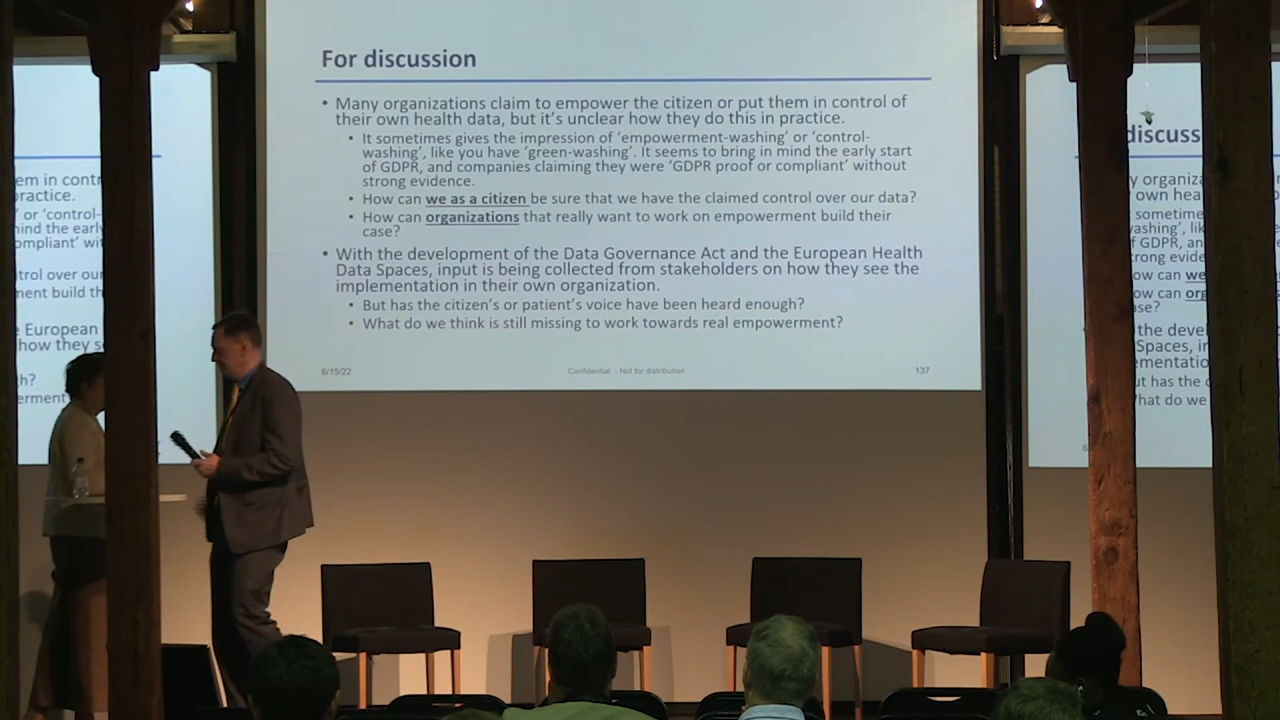 For discussion
• Many organizations claim to empower the citizen or put them in control of
their own health data, but it's unclear how they do this in practice.
• It sometimes gives the impression of 'empowerment-washing' or 'control-
washing', like you have 'green-washing'. It seems to bring in mind the early start
of GDPR, and companies claiming they were 'GDPR proof or compliant' without
strong evidence.
• How can we as a citizen be sure that we have the claimed control over our data?
• How can organizations that really want to work on empowerment build their
case?
• With the development of the Data Governance Act and the European Health
Data Spaces, input is being collected from stakeholders on how they see the
implementation in their own organization.
• But has the citizen's or patient's voice have been heard enough?
• What do we think is still missing to work towards real empowerment?
6/15/22
Confidential - Not for distribution
137